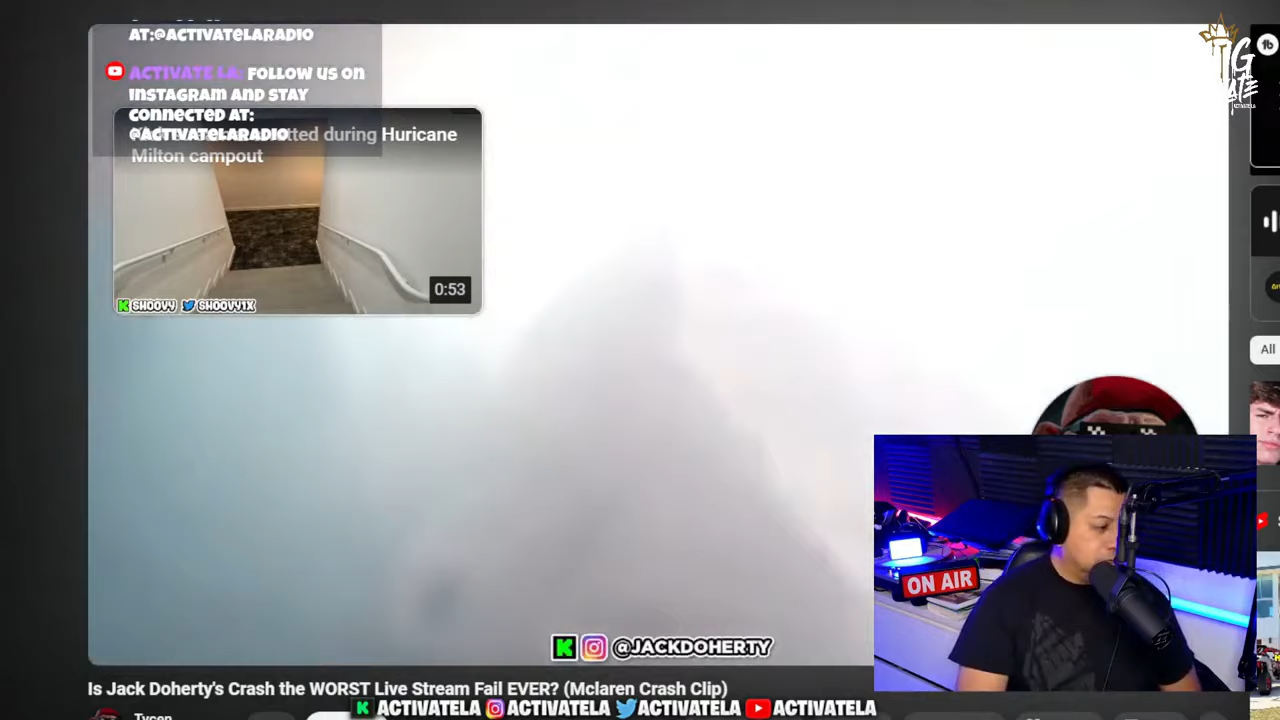 AT:@ACTIVATELARADIO
ACTIVATE LA: FOLLOW US ON
INSTAGRAM AND STAY
CONNECTED AT:
@ACTIVATELARADIO
tted during Huricane
Milton campout
0:53
K SHOOVY SHOOVY1X
K @JACKDOHERTY
ON AIR
All
Is Jack Doherty's Crash the WORST Live Stream Fail EVER? (Mclaren Crash Clip)
Tycen
K ACTIVATELA ACTIVATELA ACTIVATELA ACTIVATELA